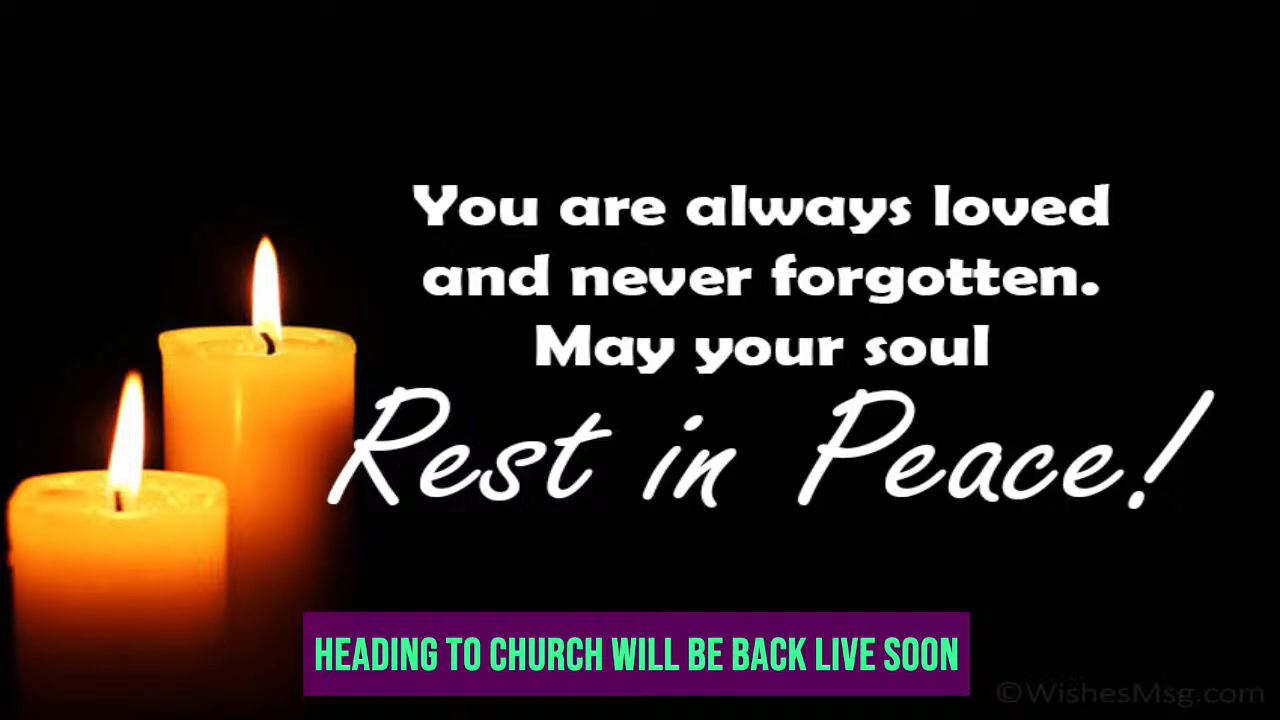 You are always loved
and never forgotten.
May your soul
Rest in Peace!
HEADING TO CHURCH WILL BE BACK LIVE SOON
©WishesMsg.com